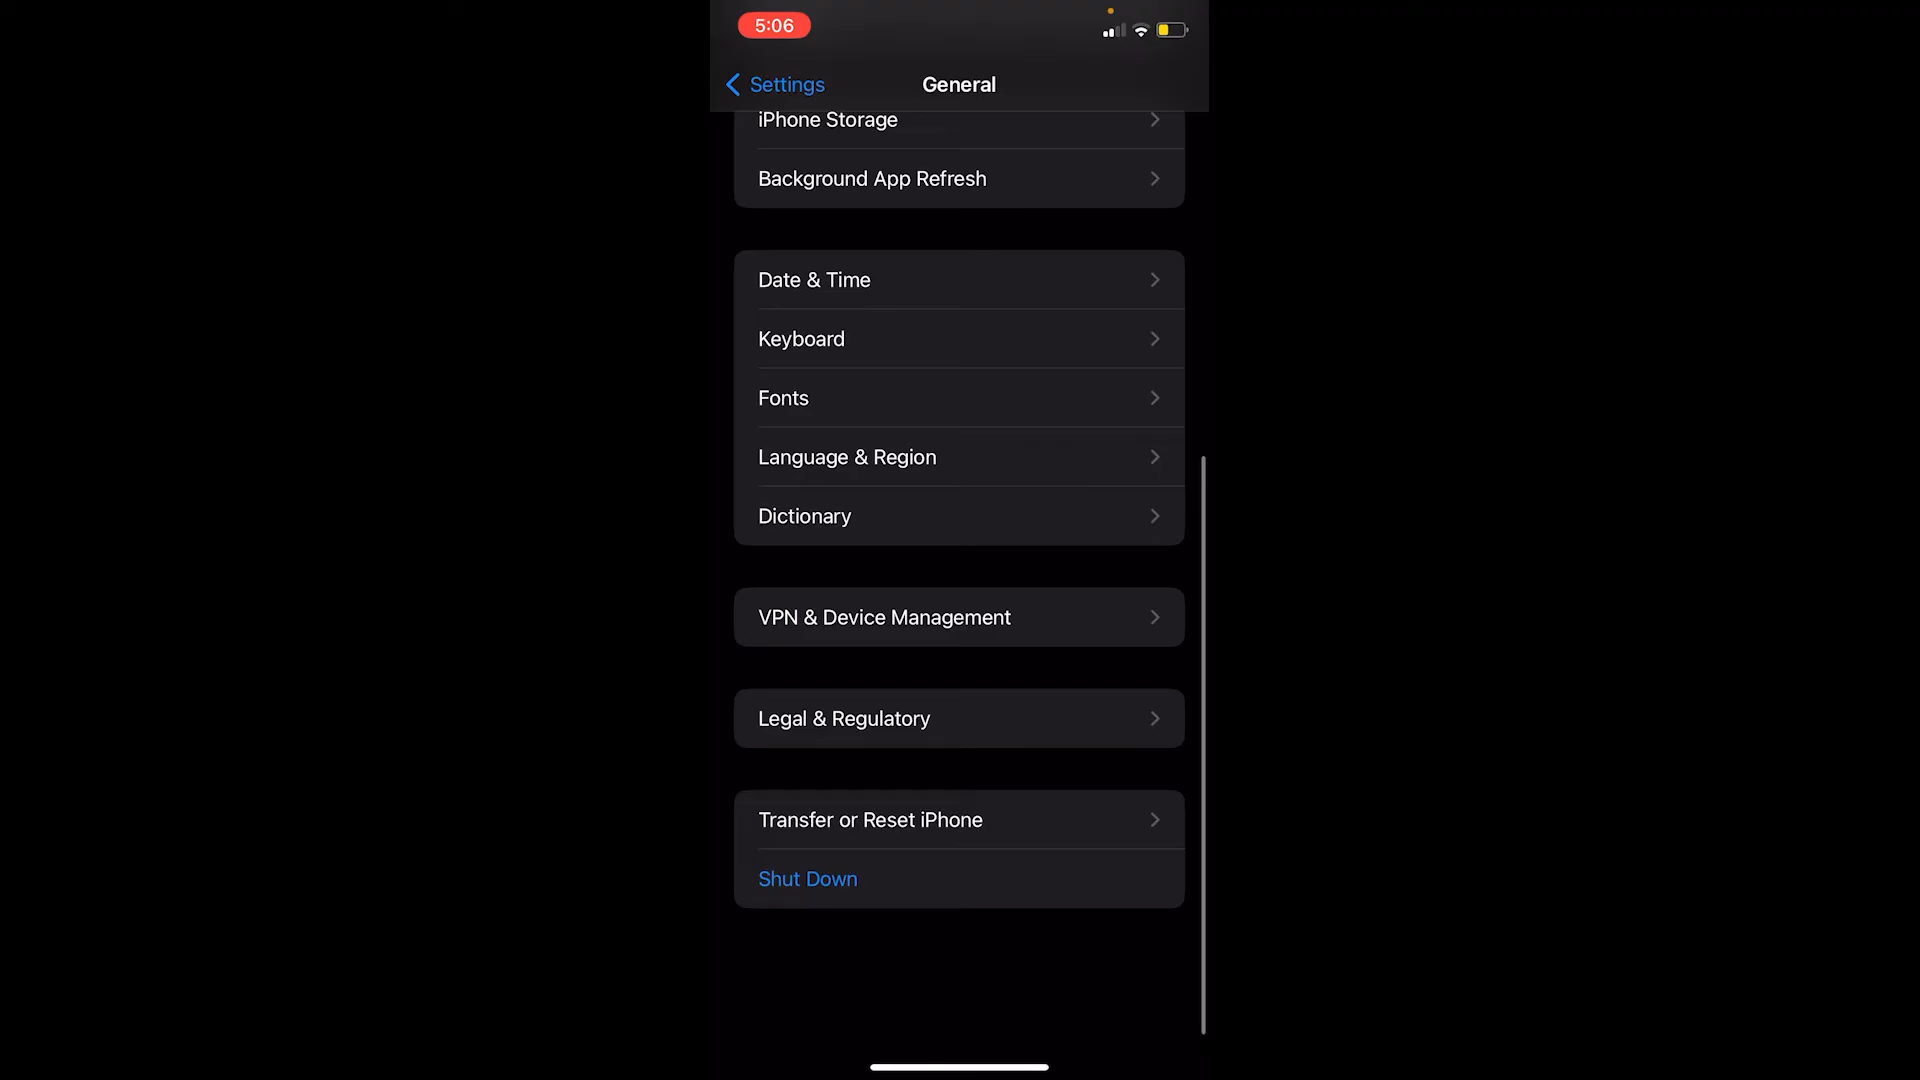 5:06
Settings
General
iPhone Storage
Background App Refresh
Date & Time
Keyboard
Fonts
Language & Region
Dictionary
VPN & Device Management
Legal & Regulatory
Transfer or Reset iPhone
Shut Down